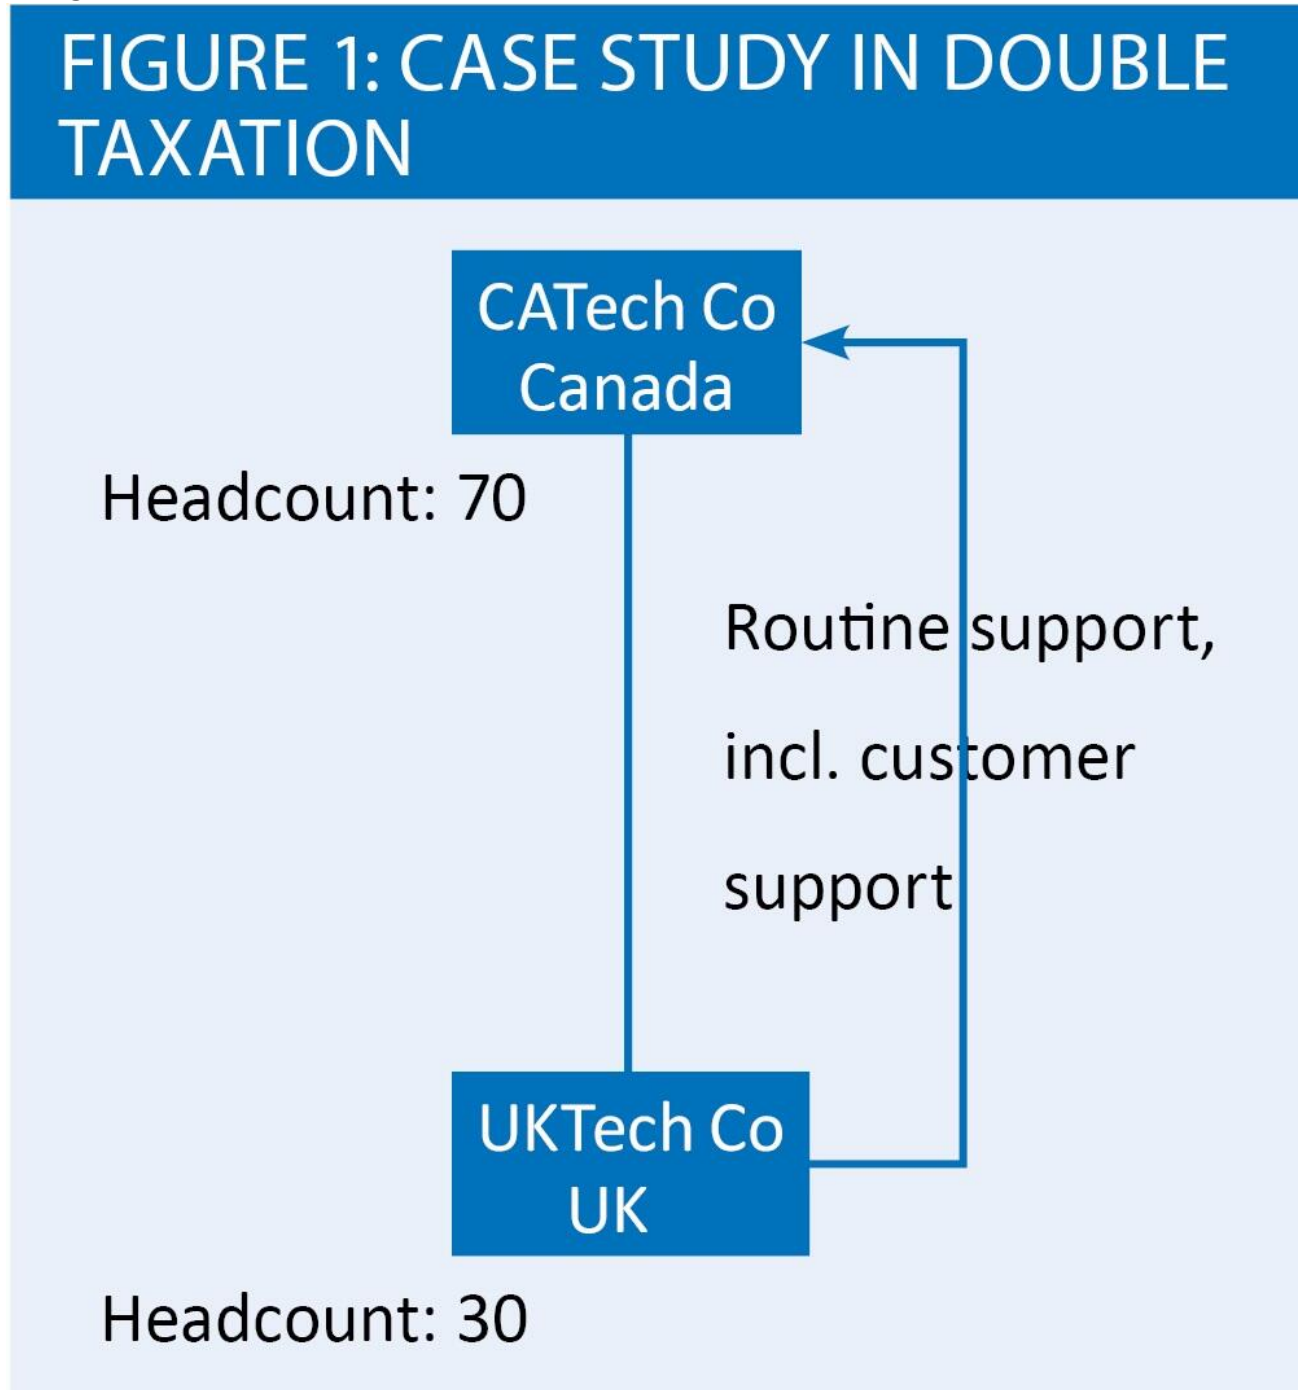 FIGURE 1: CASE STUDY IN DOUBLE
TAXATION
CATech Co
Canada
Headcount: 70
Routine support,
incl. customer
support
UKTech Co
UK
Headcount: 30